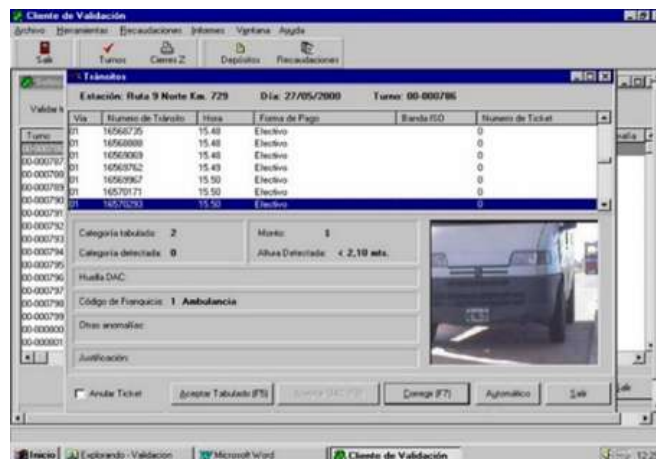 Cliente de Validación
Archivo Herramientas Recaudaciones Informes Ventana Ayuda
Salir Turnos Cierres Z Depósitos Recaudaciones
Tránsitos
Estación: Ruta 9 Norte Km. 729 Día: 27/05/2000 Turno: 00-000786
Vía Numero de Tránsito Hora Forma de Pago Banda ISO Numero de Ticket
01 16568735 15.48 Efectivo 0
01 16568888 15.48 Efectivo 0
01 16569069 15.48 Efectivo 0
01 16569762 15.49 Efectivo 0
01 16569967 15.50 Efectivo 0
01 16570171 15.50 Efectivo 0
01 16570293 15.50 Efectivo 0
Turno
00-000787
00-000788
00-000789
00-000790
00-000791
00-000792
00-000793
00-000794
00-000795
00-000796
00-000797
00-000798
00-000799
00-000800
00-000801
Categoría tabulada: 2 Monto: 1
Categoría detectada: 0 Altura Detectada: < 2,10 mts.
Huella DAC:
Código de Franquicia: 1 Ambulancia
Otras anomalías:
Justificación:
Anular Ticket Aceptar Tabulado (F5) Corregir (F7) Automático Salir
Inicio Explorando - Validacion Microsoft Word Cliente de Validación